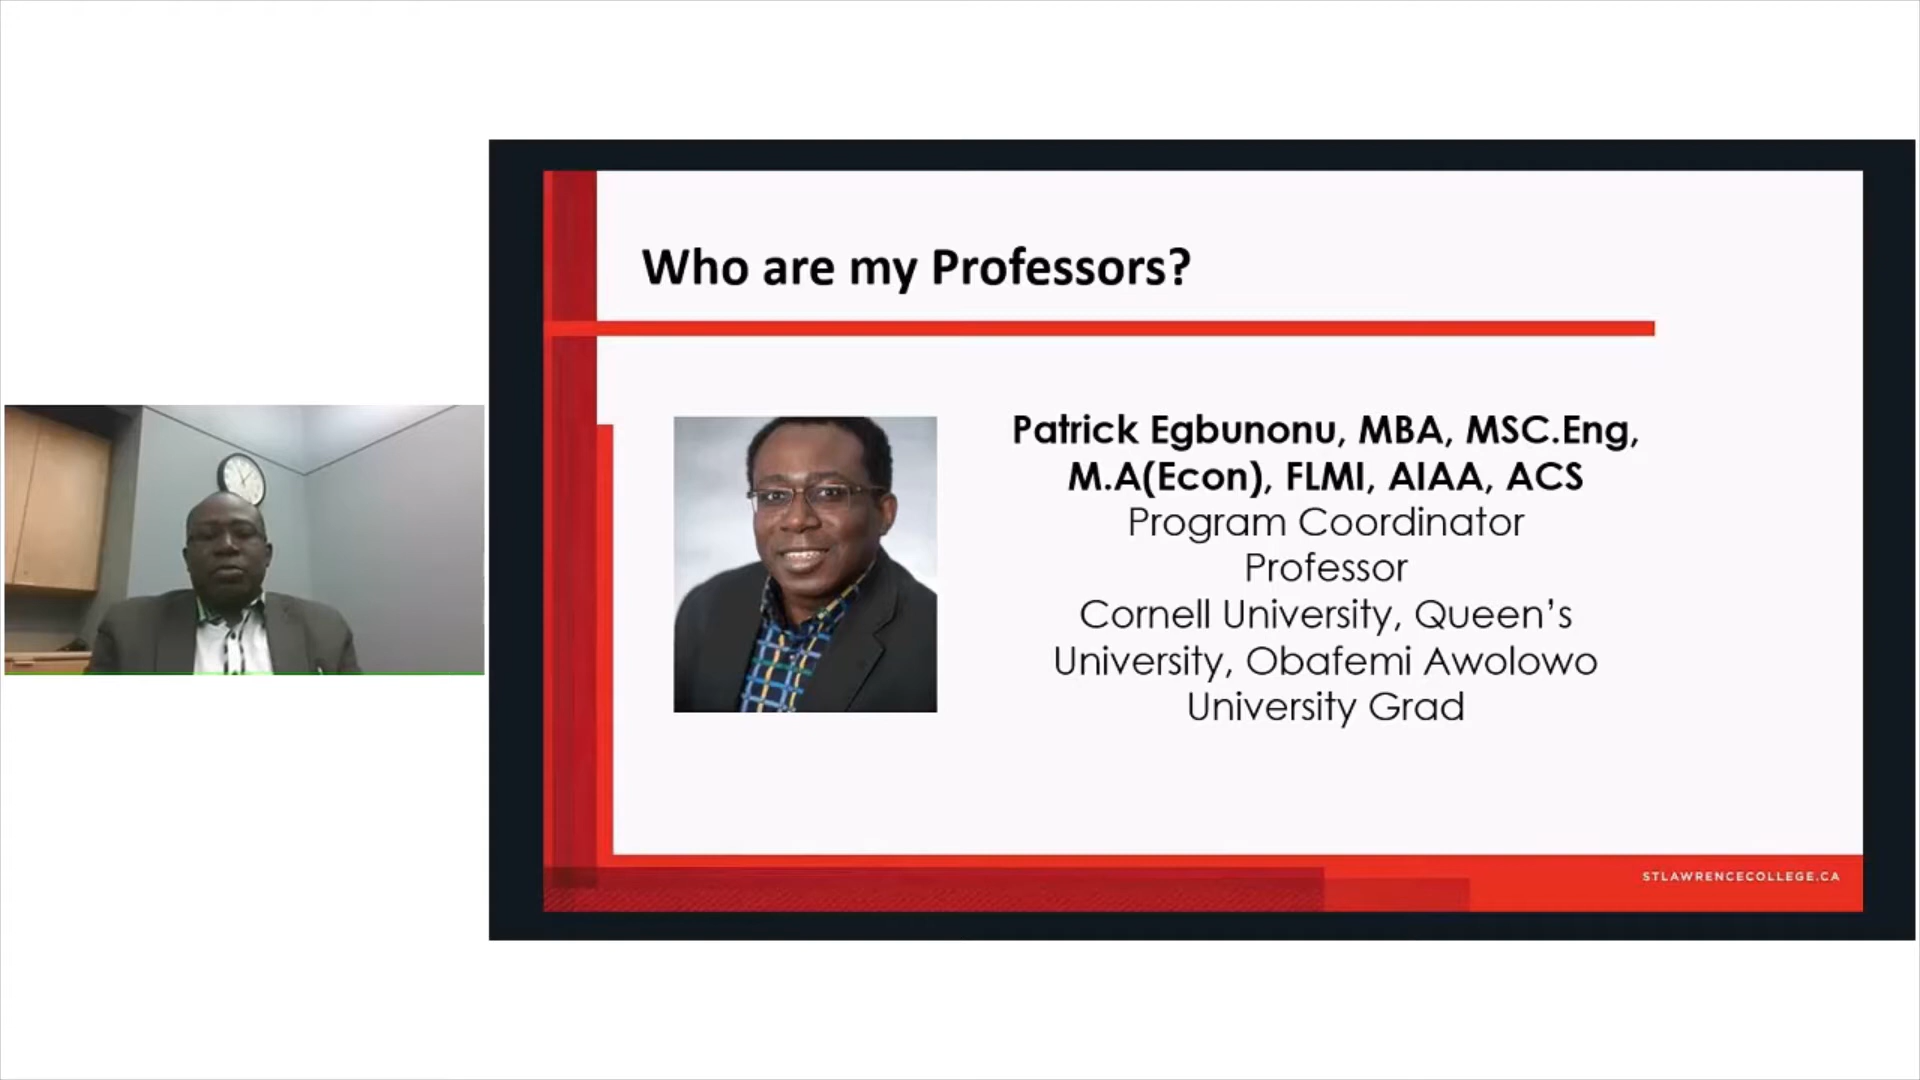 Who are my Professors?
Patrick Egbunonu, MBA, MSC.Eng,
M.A(Econ), FLMI, AIAA, ACS
Program Coordinator
Professor
Cornell University, Queen’s
University, Obafemi Awolowo
University Grad
STLAWRENCECOLLEGE.CA